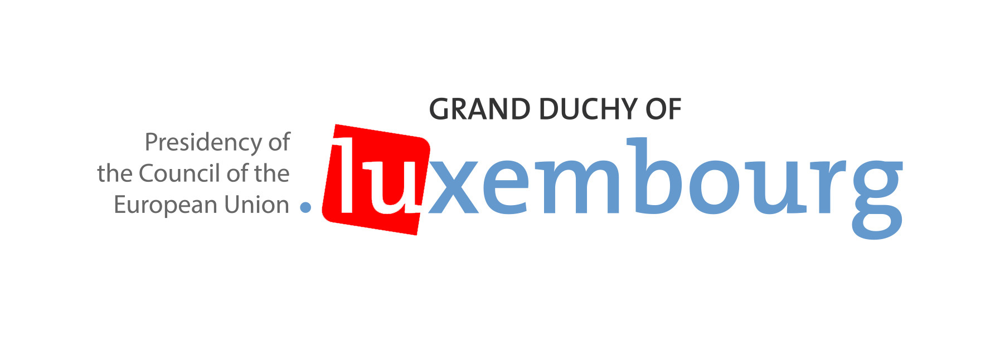 Presidency of
the Council of the
European Union
GRAND DUCHY OF
.luxembourg